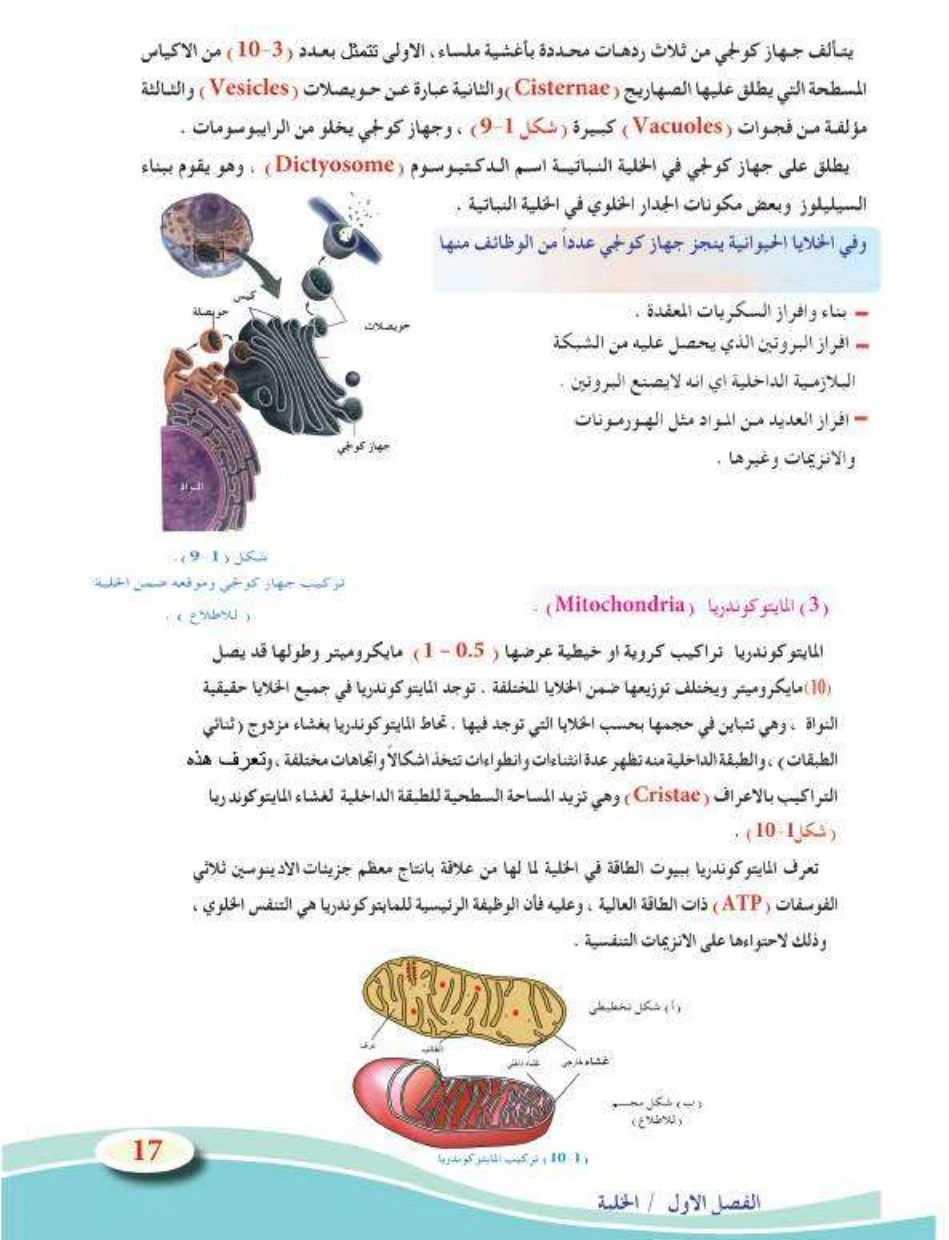 يتألف جهاز كولجي من ثلاث ردهات محددة بأغشية ملساء، الاولى تتمثل بعدد (3-10) من الاكياس
المسطحة التي يطلق عليها الصهاريج (Cisternae) والثانية عبارة عن حويصلات (Vesicles) والثالثة
مؤلفة من فجوات (Vacuoles) كبيرة (شكل 1-9) ، وجهاز كولجي يخلو من الرايبوسومات .
يطلق على جهاز كولجي في الخلية النباتية اسم الدكتيوسوم (Dictyosome) ، وهو يقوم ببناء
السيليلوز وبعض مكونات الجدار الخلوي في الخلية النباتية .
وفي الخلايا الحيوانية ينجز جهاز كولجي عدداً من الوظائف منها
– بناء وافراز السكريات المعقدة .
– افراز البروتين الذي يحصل عليه من الشبكة
البلازمية الداخلية اي انه لايصنع البروتين .
– افراز العديد من المواد مثل الهورمونات
والانزيمات وغيرها .
كيس
حويصلة
حويصلات
جهاز كولجي
النواة
شكل (1-9) .
تركيب جهاز كولجي وموقعه ضمن الخلية
(للاطلاع) .
(3) المايتوكوندريا (Mitochondria) .
المايتوكوندريا تراكيب كروية او خيطية عرضها (0.5 – 1) مايكروميتر وطولها قد يصل
(10) مايكروميتر ويختلف توزيعها ضمن الخلايا المختلفة . توجد المايتوكوندريا في جميع الخلايا حقيقية
النواة ، وهي تتباين في حجمها بحسب الخلايا التي توجد فيها . تحاط المايتوكوندريا بغشاء مزدوج (ثنائي
الطبقات) ، والطبقة الداخلية منه تظهر عدة انثناءات وانطواءات تتخذ اشكالاً واتجاهات مختلفة ، وتعرف هذه
التراكيب بالاعراف (Cristae) وهي تزيد المساحة السطحية للطبقة الداخلية لغشاء المايتوكوندريا
(شكل 1-10) .
تعرف المايتوكوندريا ببيوت الطاقة في الخلية لما لها من علاقة بانتاج معظم جزيئات الادينوسين ثلاثي
الفوسفات (ATP) ذات الطاقة العالية ، وعليه فأن الوظيفة الرئيسية للمايتوكوندريا هي التنفس الخلوي ،
وذلك لاحتواءها على الانزيمات التنفسية .
(أ) شكل تخطيطي
غشاء خارجي
غشاء داخلي
القالب
(ب) شكل مجسم
(للاطلاع)
(1-10) تركيب المايتوكوندريا
17
الفصل الاول / الخلية